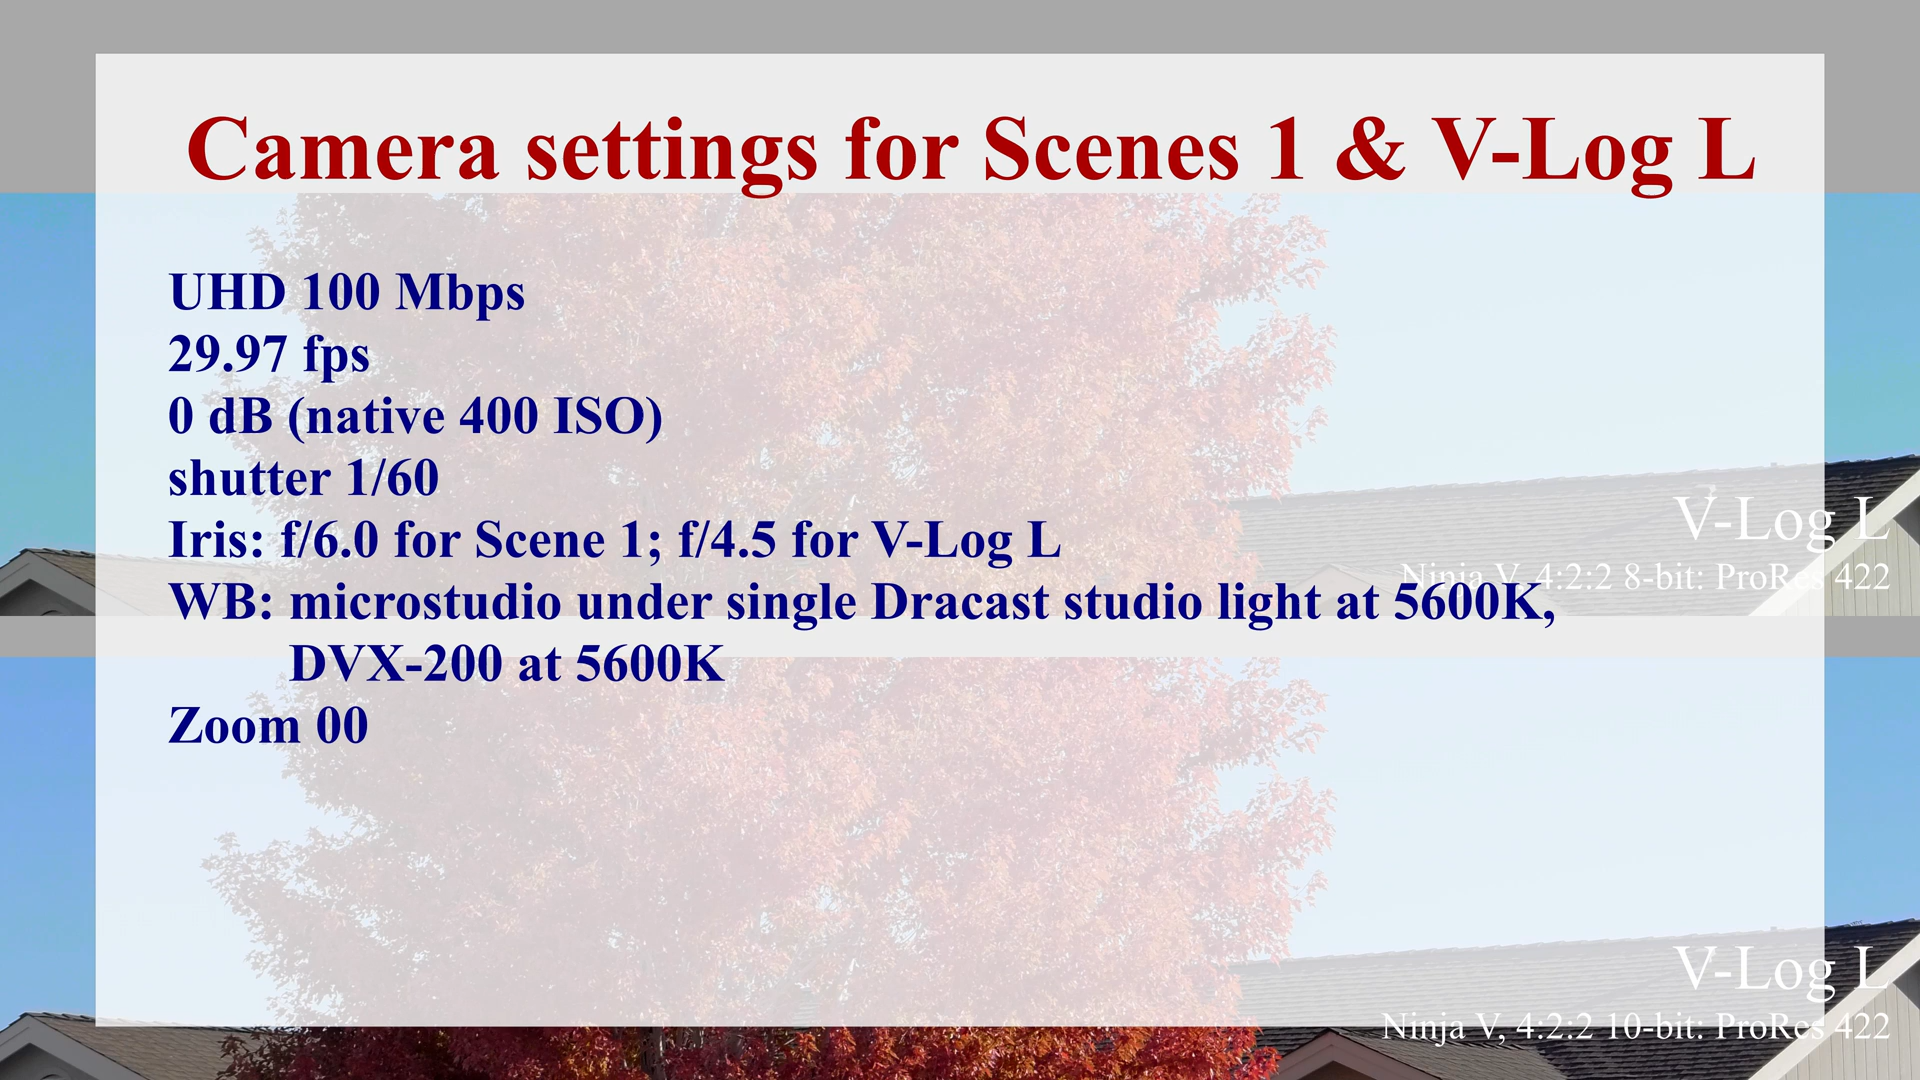 Camera settings for Scenes 1 & V-Log L
UHD 100 Mbps
29.97 fps
0 dB (native 400 ISO)
shutter 1/60
Iris: f/6.0 for Scene 1; f/4.5 for V-Log L
WB: microstudio under single Dracast studio light at 5600K,
DVX-200 at 5600K
Zoom 00
V-Log L
Ninja V, 4:2:2 8-bit: ProRes 422
V-Log L
Ninja V, 4:2:2 10-bit: ProRes 422